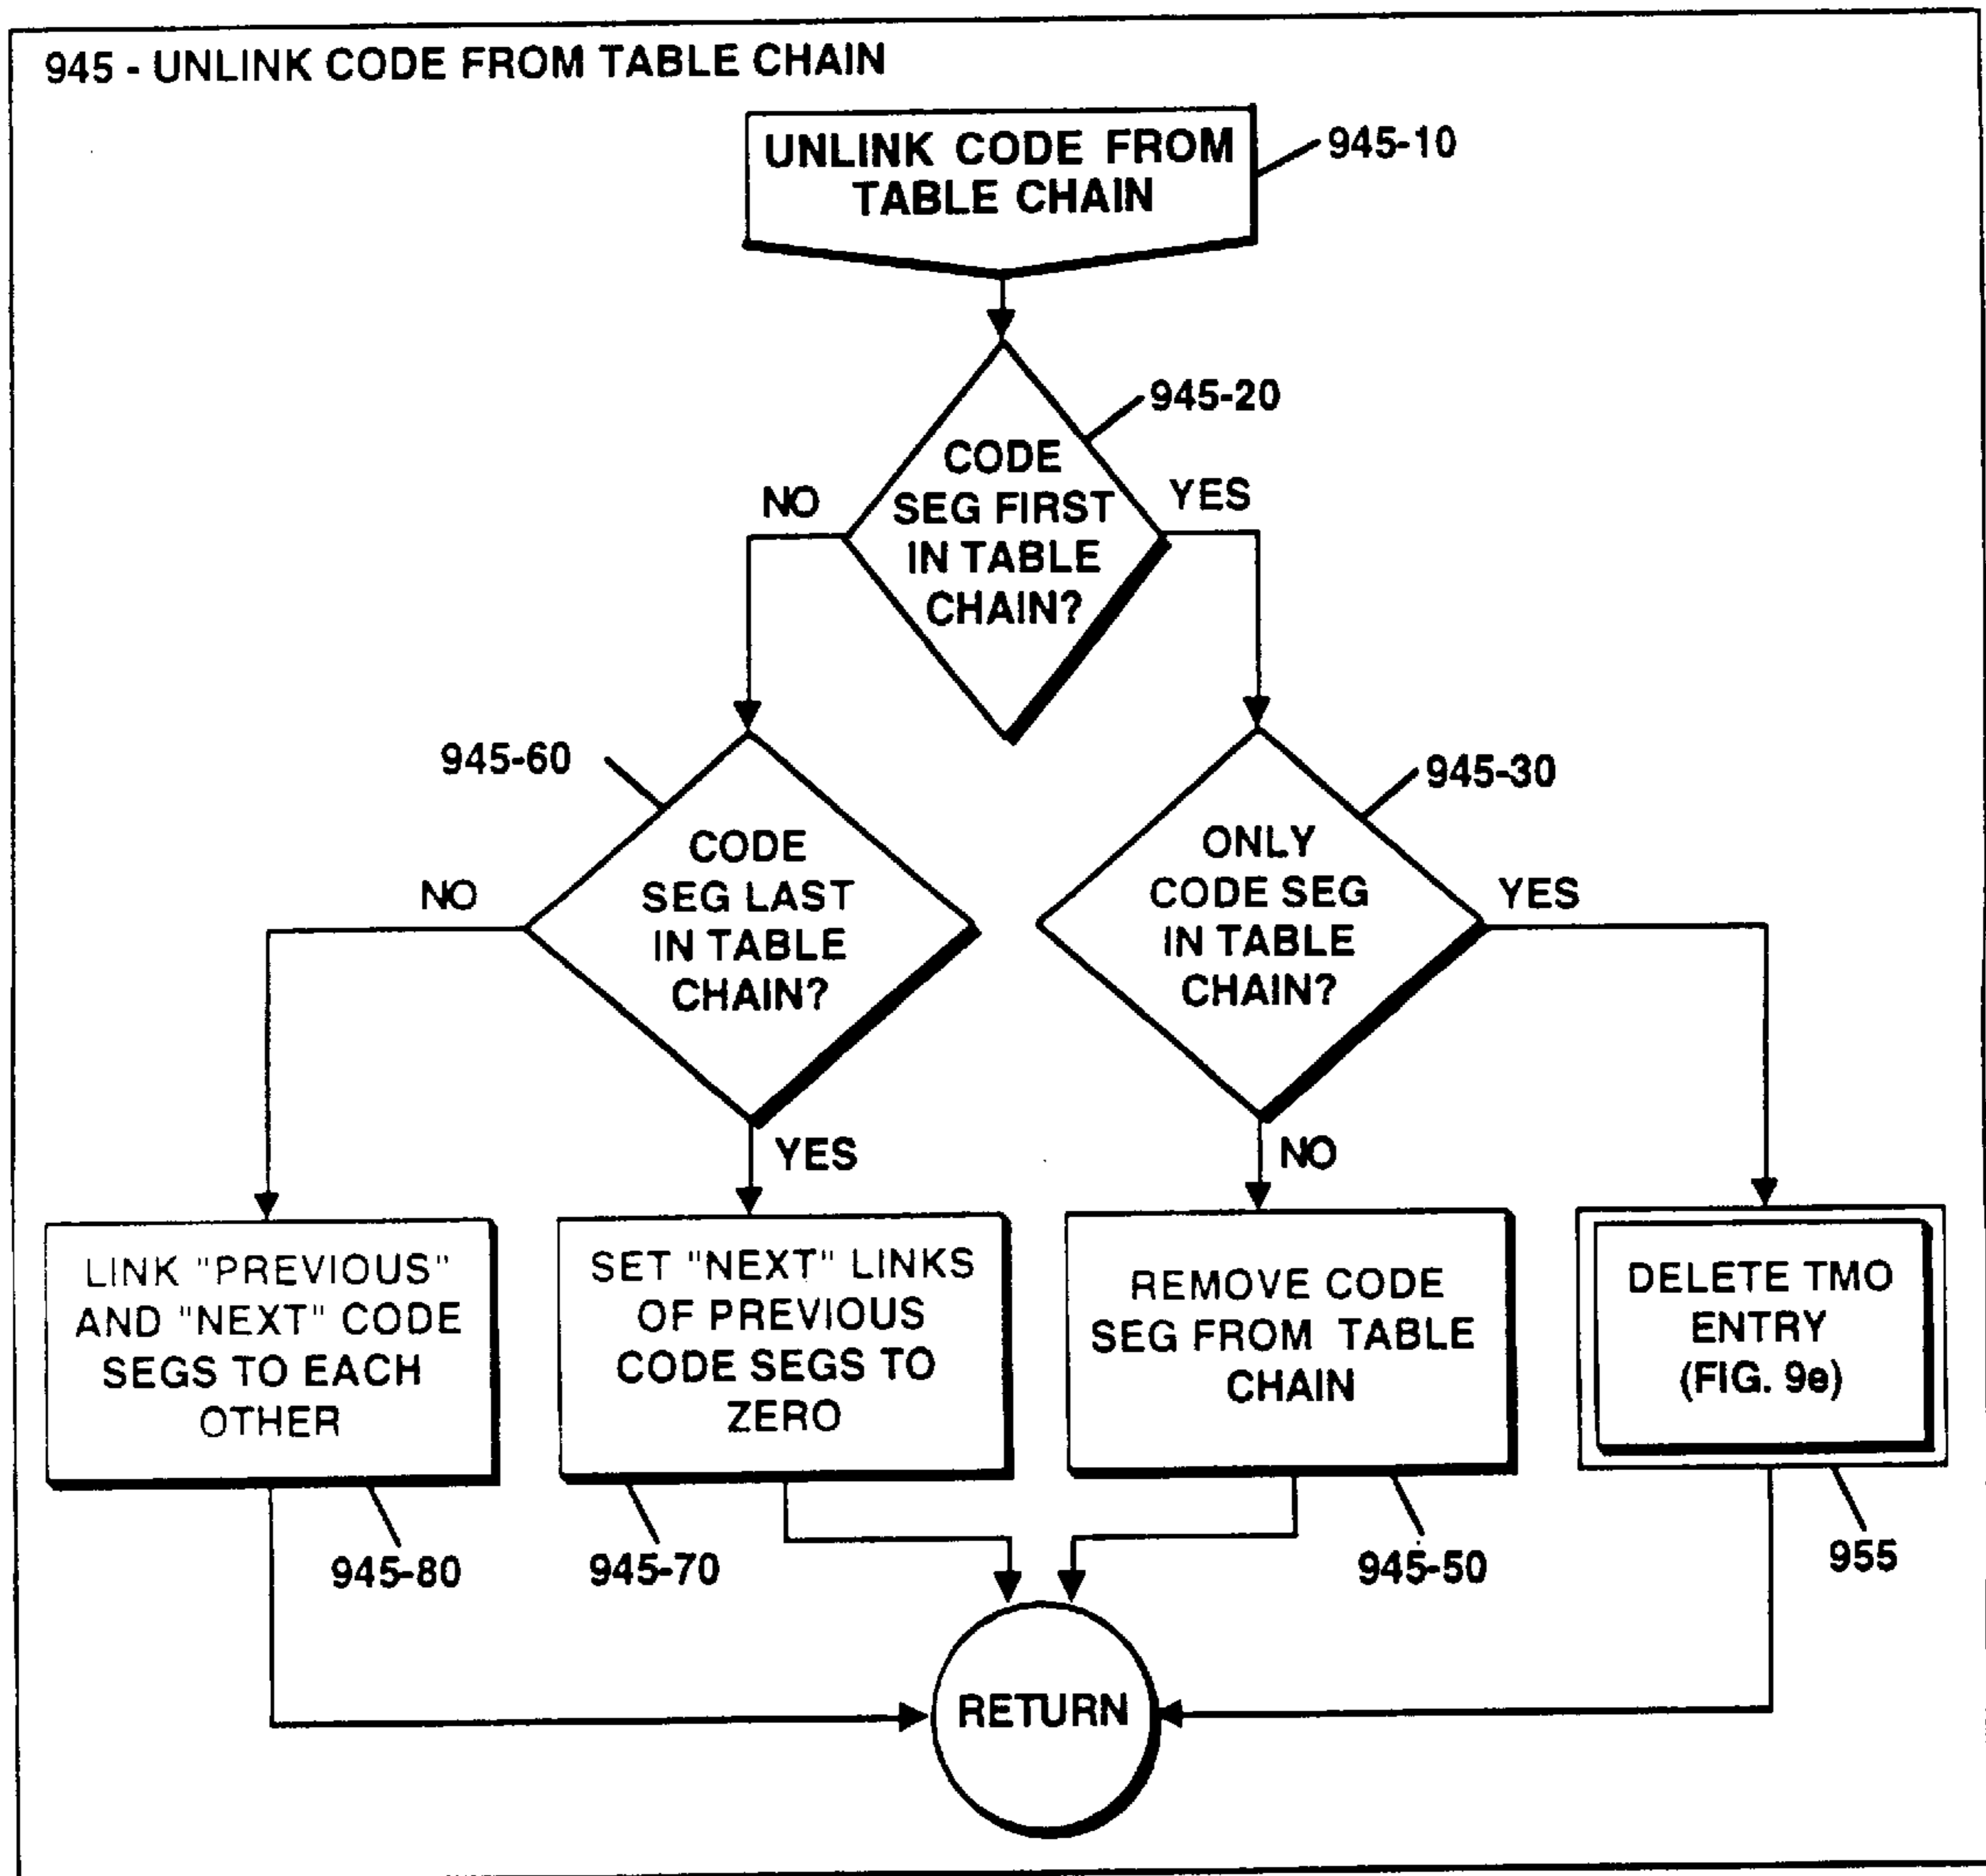 945 - UNLINK CODE FROM TABLE CHAIN
UNLINK CODE FROM
TABLE CHAIN
945-10
945-20
CODE
SEG FIRST
IN TABLE
CHAIN?
NO
YES
945-60
945-30
CODE
SEG LAST
IN TABLE
CHAIN?
NO
YES
ONLY
CODE SEG
IN TABLE
CHAIN?
YES
NO
LINK "PREVIOUS"
AND "NEXT" CODE
SEGS TO EACH
OTHER
SET "NEXT" LINKS
OF PREVIOUS
CODE SEGS TO
ZERO
REMOVE CODE
SEG FROM TABLE
CHAIN
DELETE TMO
ENTRY
(FIG. 9e)
945-80
945-70
945-50
955
RETURN